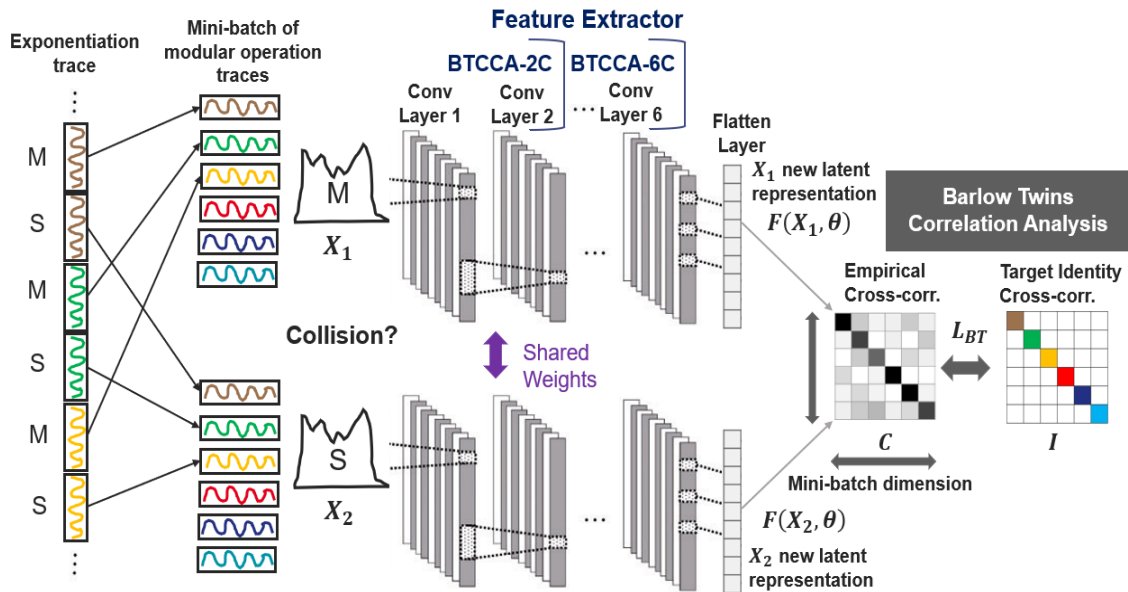 Exponentiation
trace
⋮
M
S
M
S
M
S
⋮
Mini-batch of
modular operation
traces
Feature Extractor
BTCCA-2C
BTCCA-6C
Conv
Layer 1
Conv
Layer 2
...
Conv
Layer 6
Flatten
Layer
M
X₁
...
X₁ new latent
representation
F(X₁, θ)
Barlow Twins
Correlation Analysis
Collision?
Shared
Weights
Empirical
Cross-corr.
Target Identity
Cross-corr.
L_BT
C
I
Mini-batch dimension
S
X₂
...
F(X₂, θ)
X₂ new latent
representation